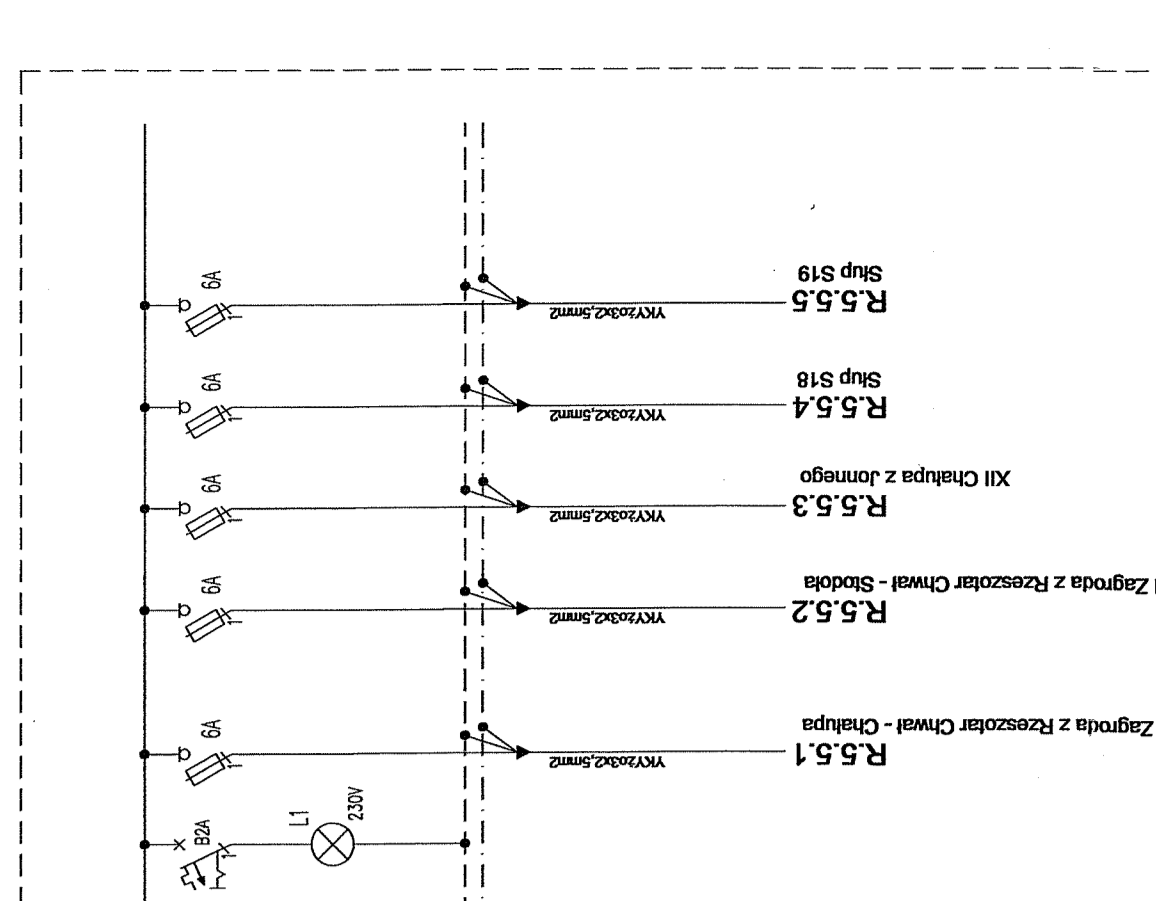 230V
L1
B2A
R.5.5.1
YKYżo3x2,5mm2
6A
Zagroda z Rzeszotar Chwał - Chałupa
R.5.5.2
YKYżo3x2,5mm2
6A
Zagroda z Rzeszotar Chwał - Stodoła
R.5.5.3
YKYżo3x2,5mm2
6A
XII Chałupa z Jonnego
R.5.5.4
YKYżo3x2,5mm2
6A
Słup S18
R.5.5.5
YKYżo3x2,5mm2
6A
Słup S19